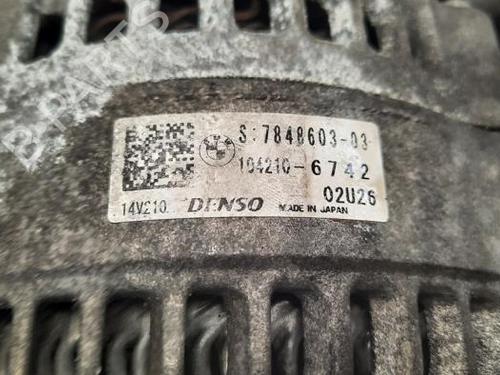 B-PARTS
S:7848603-03
104210-6742
02U26
14V210 DENSO MADE IN JAPAN